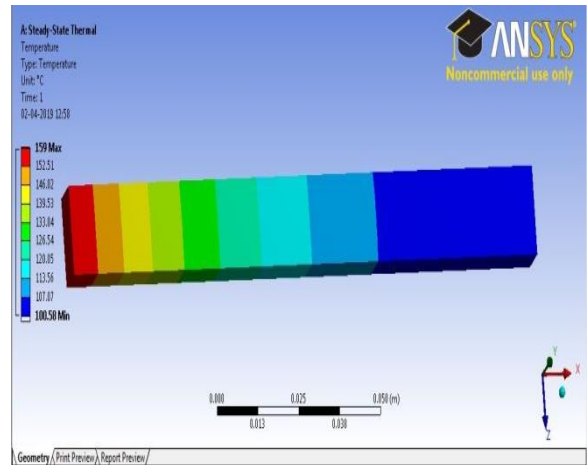 A: Steady-State Thermal
Temperature
Type: Temperature
Unit: °C
Time: 1
02-04-2019 12:50
ANSYS
Noncommercial use only
159 Max
152.51
146.02
139.53
133.04
126.54
120.05
113.56
107.07
100.58 Min
0.000
0.025
0.050 (m)
0.013
0.038
Y
X
Z
Geometry
Print Preview
Report Preview